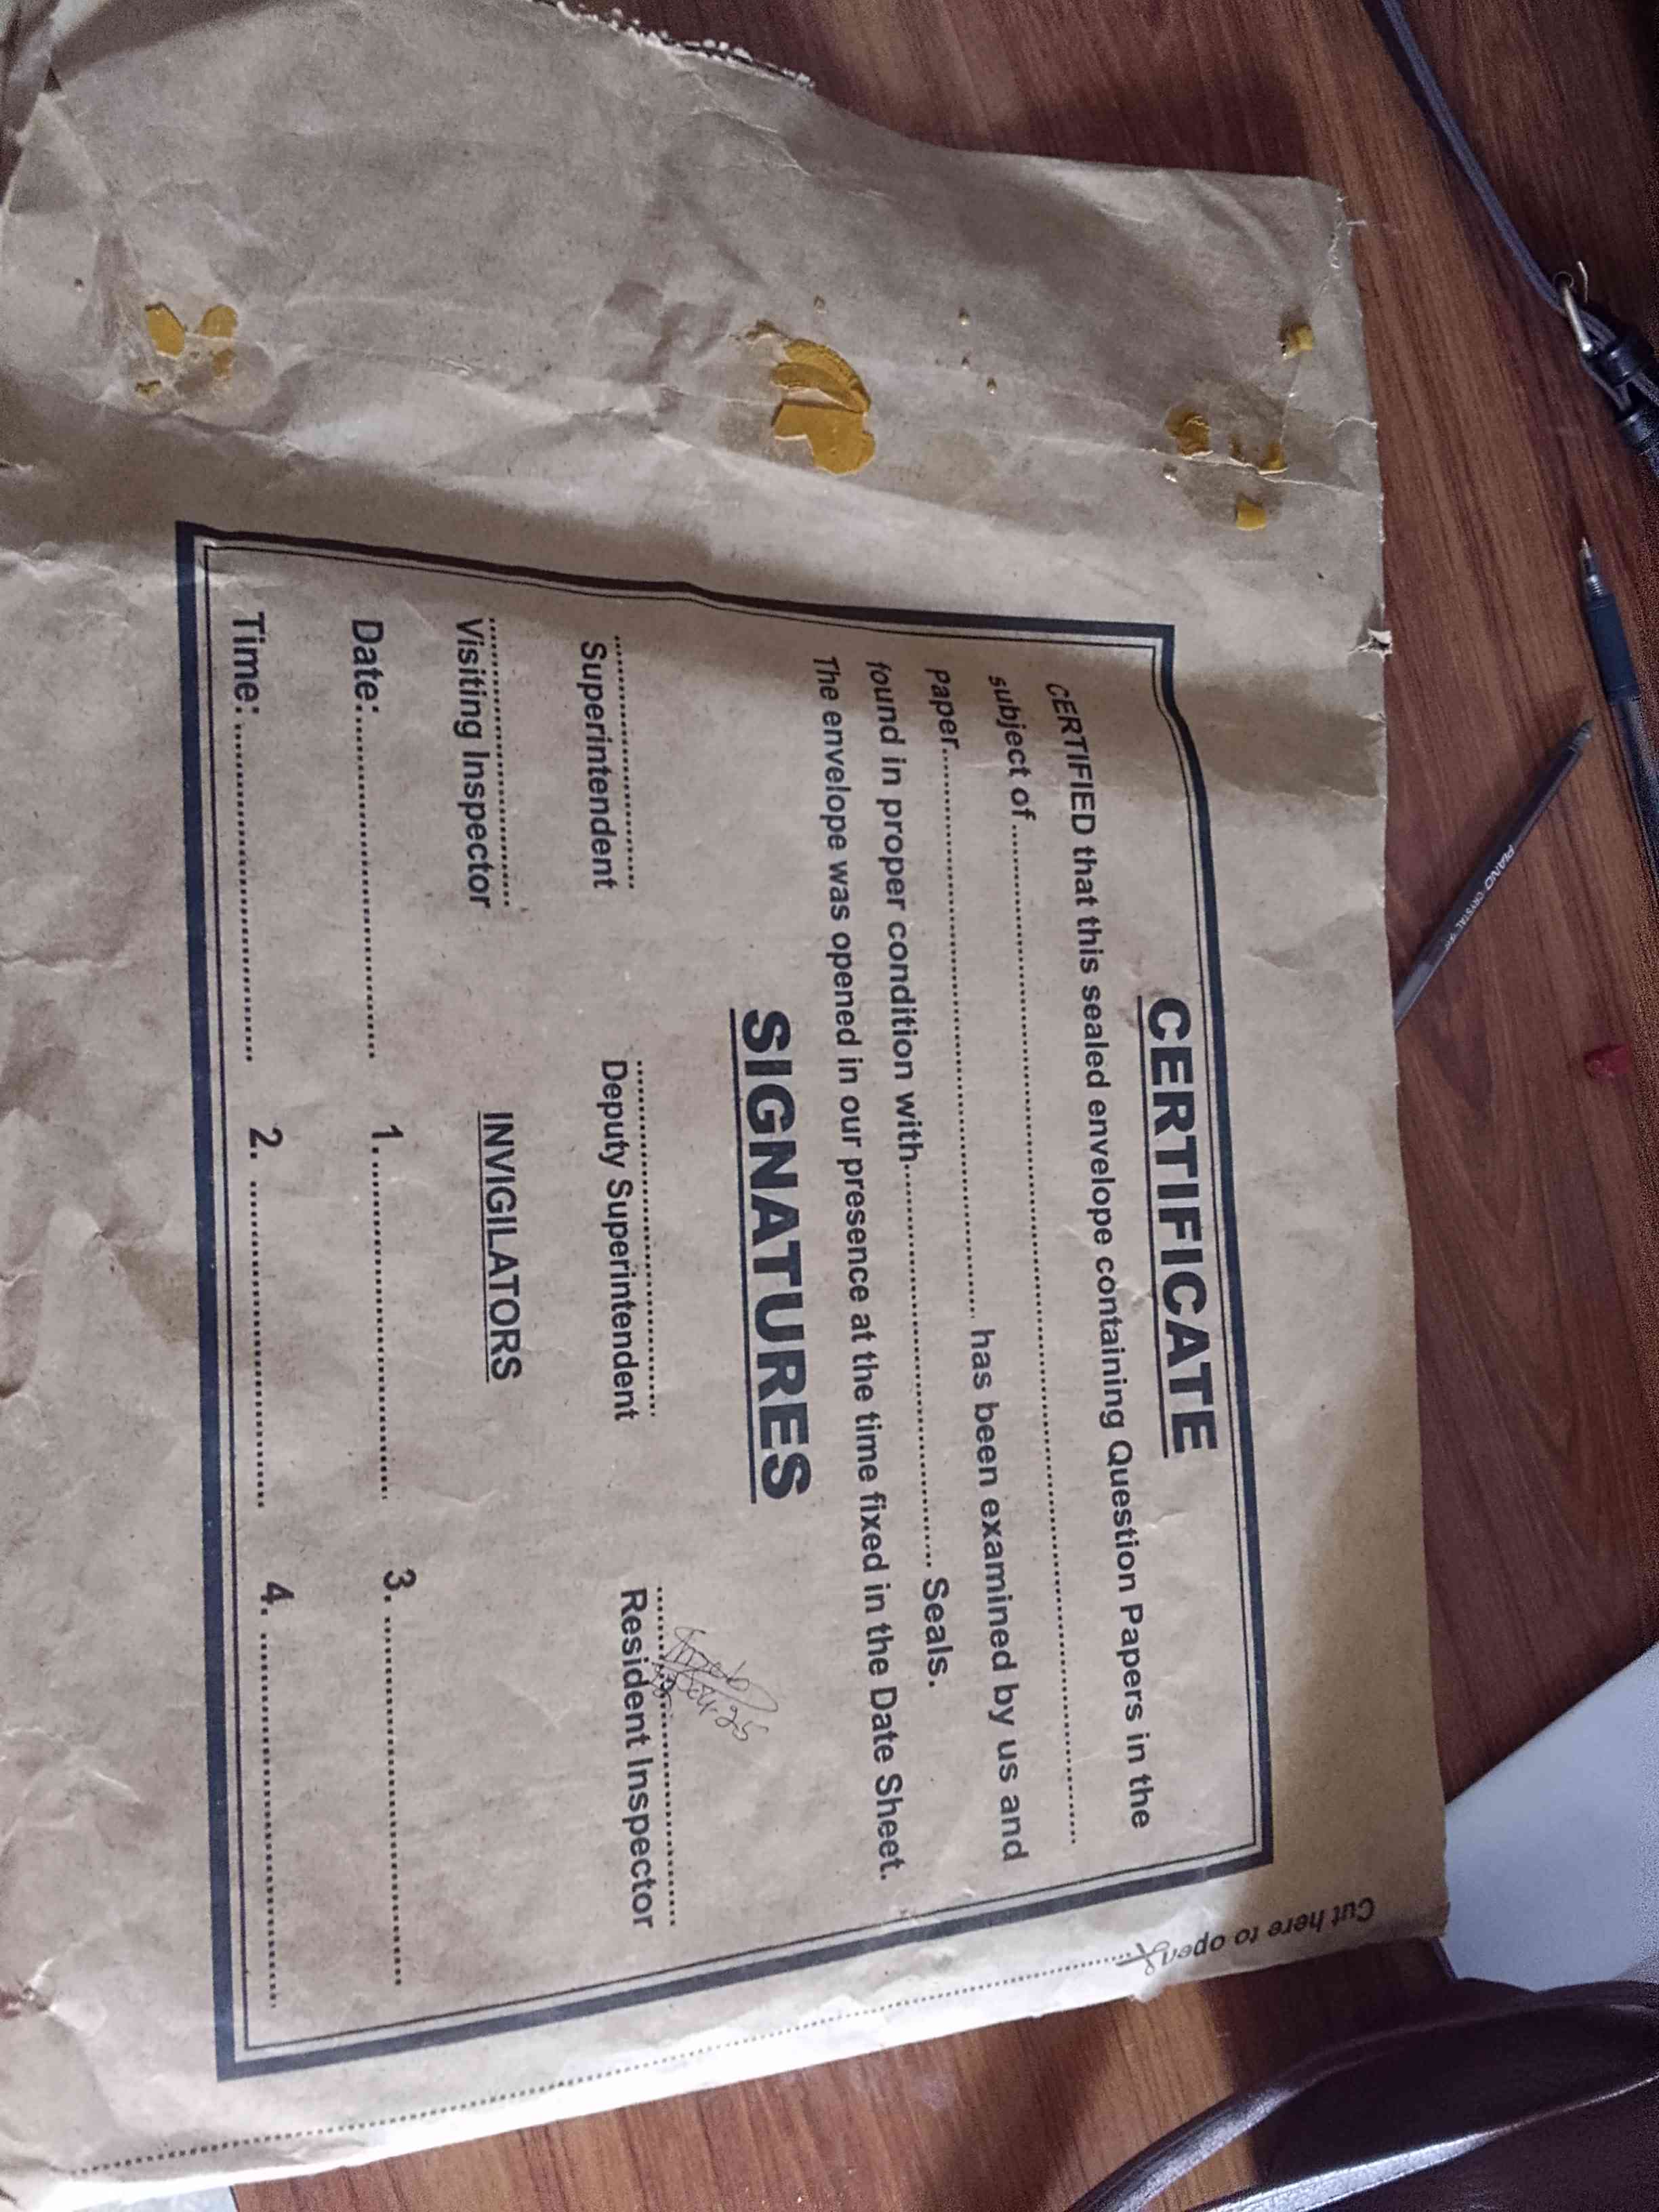 CERTIFICATE
CERTIFIED that this sealed envelope containing Question Papers in the
subject of ......................................................
paper...................................................... has been examined by us and
found in proper condition with........................................ Seals.
The envelope was opened in our presence at the time fixed in the Date Sheet.
SIGNATURES
Superintendent Deputy Superintendent Resident Inspector
Visiting Inspector INVIGILATORS
Date:........................................ 1. ........................................ 3. ........................................
Time: ........................................ 2. ........................................ 4. ........................................
Cut here to open
PIANO CRYSTAL